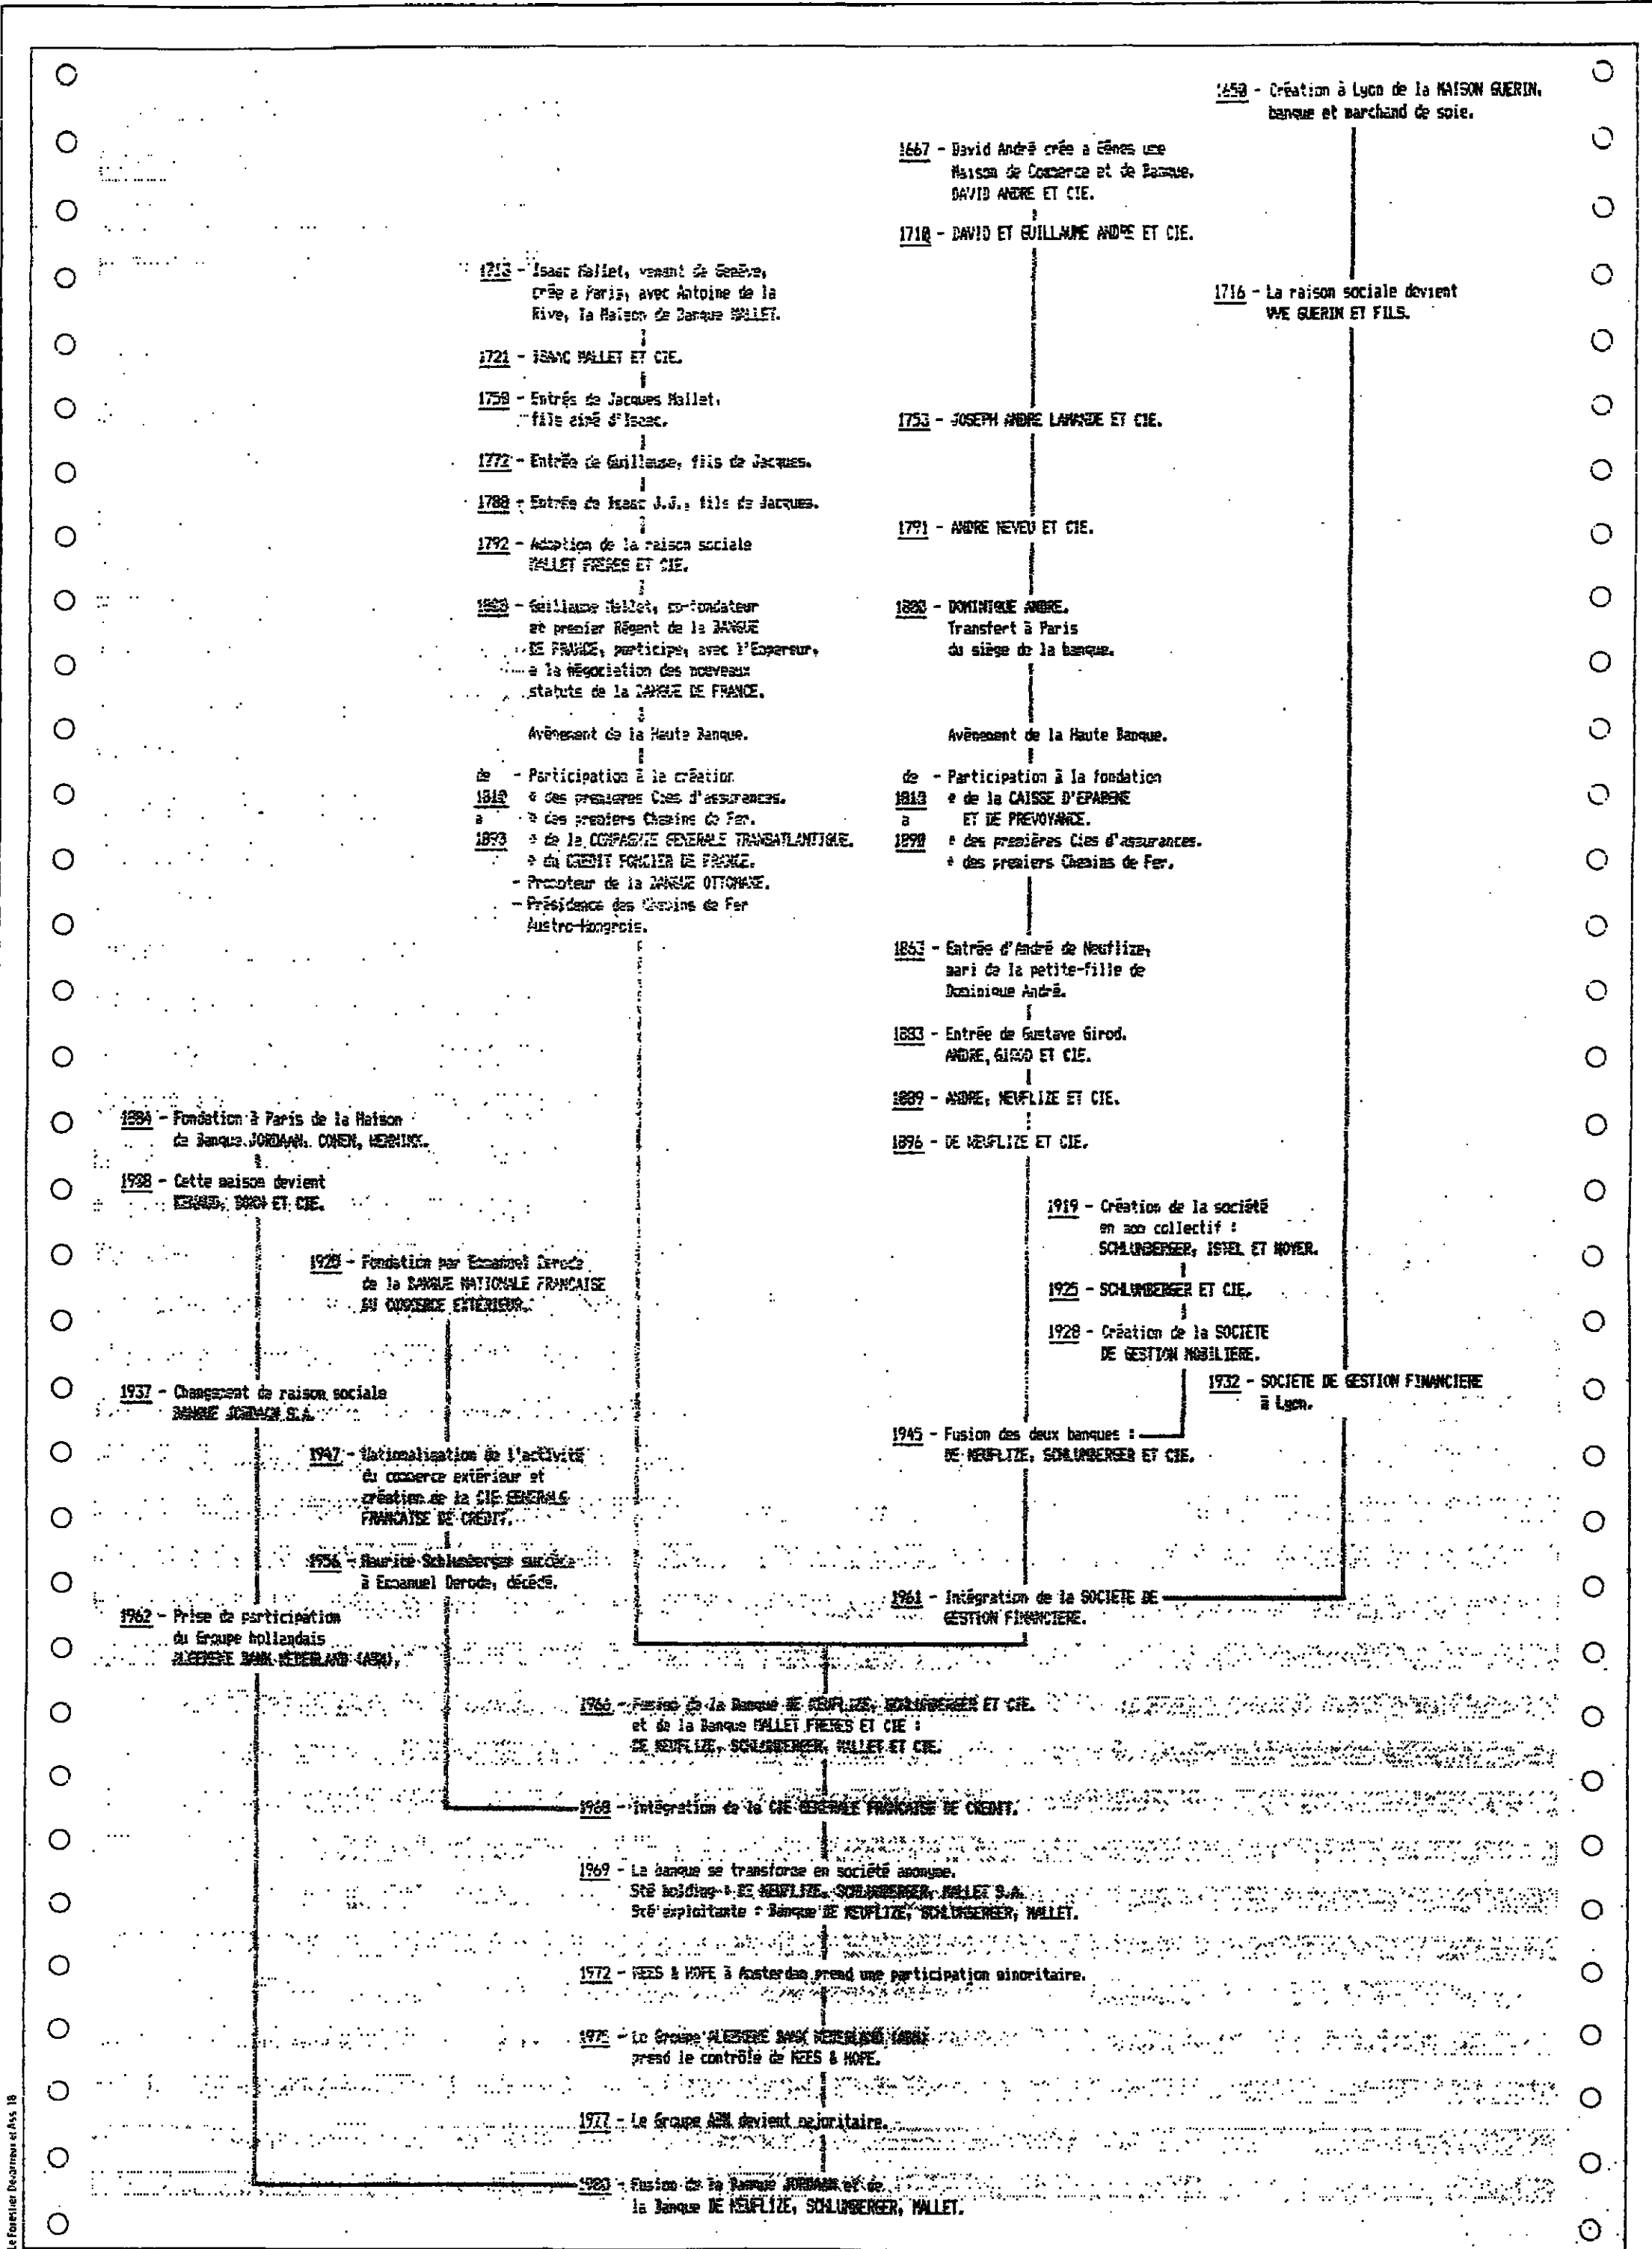 1650 - Création à Lyon de la MAISON GUERIN,
banque et marchand de soie.
1667 - David André crée a Gênes une
Maison de Commerce et de Banque.
DAVID ANDRE ET CIE.
1710 - DAVID ET GUILLAUME ANDRE ET CIE.
1713 - Isaac Mallet, venant de Genève,
crée a Paris, avec Antoine de la
Rive, la Maison de Banque MALLET.
1716 - La raison sociale devient
VVE GUERIN ET FILS.
1721 - ISAAC MALLET ET CIE.
1750 - Entrée de Jacques Mallet,
fils aîné d'Isaac.
1753 - JOSEPH ANDRE LAHANDE ET CIE.
1772 - Entrée de Guillaume, fils de Jacques.
1788 - Entrée de Isaac J.J., fils de Jacques.
1791 - ANDRE NEVEU ET CIE.
1792 - Adoption de la raison sociale
MALLET FRERES ET CIE.
1800 - Guillaume Mallet, co-fondateur
et premier Régent de la BANQUE
DE FRANCE, participe, avec l'Empereur,
a la négociation des nouveaux
statuts de la BANQUE DE FRANCE.
1800 - DOMINIQUE ANDRE.
Transfert à Paris
du siège de la banque.
Avènement de la Haute Banque.
Avènement de la Haute Banque.
de - Participation à la création
1810 * des premieres Cies d'assurances.
a * des premiers Chemins de Fer.
1893 * de la COMPAGNIE GENERALE TRANSATLANTIQUE.
* du CREDIT FONCIER DE FRANCE.
- Promoteur de la BANQUE OTTOMANE.
- Présidence des Chemins de Fer
Austro-Hongrois.
de - Participation à la fondation
1813 * de la CAISSE D'EPARGNE
a ET DE PREVOYANCE.
1890 * des premières Cies d'assurances.
* des premiers Chemins de Fer.
1863 - Entrée d'André de Neuflize,
mari de la petite-fille de
Dominique André.
1883 - Entrée de Gustave Girod.
ANDRE, GIROD ET CIE.
1884 - Fondation à Paris de la Maison
de Banque JORDAAN, COHEN, WENNINK.
1889 - ANDRE, NEUFLIZE ET CIE.
1896 - DE NEUFLIZE ET CIE.
1908 - Cette maison devient
ET CIE.
1919 - Création de la société
en nom collectif :
SCHLUMBERGER, ISTEL ET NOYER.
1920 - Fondation par Emmanuel Derode
de la BANQUE NATIONALE FRANCAISE
DU COMMERCE EXTERIEUR.
1925 - SCHLUMBERGER ET CIE.
1928 - Création de la SOCIETE
DE GESTION MOBILIERE.
1932 - SOCIETE DE GESTION FINANCIERE
à Lyon.
1937 - Changement de raison sociale
BANQUE JORDAAN S.A.
1945 - Fusion des deux banques :
DE NEUFLIZE, SCHLUMBERGER ET CIE.
1947 - Nationalisation de l'activité
du commerce extérieur et
création de la CIE GENERALE
FRANCAISE DE CREDIT.
1956 - Maurice Schlumberger succède
à Emmanuel Derode, décédé.
1961 - Intégration de la SOCIETE DE
GESTION FINANCIERE.
1962 - Prise de participation
du Groupe hollandais
ALGEMENE BANK NEDERLAND (ABN).
1966 - Fusion de la Banque DE NEUFLIZE, SCHLUMBERGER ET CIE.
et de la Banque MALLET FRERES ET CIE :
DE NEUFLIZE, SCHLUMBERGER, MALLET ET CIE.
1968 - Intégration de la CIE GENERALE FRANCAISE DE CREDIT.
1969 - La banque se transforme en société anonyme.
Sté holding : DE NEUFLIZE, SCHLUMBERGER, MALLET S.A.
Sté exploitante : Banque DE NEUFLIZE, SCHLUMBERGER, MALLET.
1972 - MEES & HOPE à Amsterdam prend une participation minoritaire.
1975 - Le Groupe ALGEMENE BANK NEDERLAND (ABN)
prend le contrôle de MEES & HOPE.
1977 - Le Groupe ABN devient majoritaire.
1980 - Fusion de la Banque JORDAAN et de
la Banque DE NEUFLIZE, SCHLUMBERGER, MALLET.